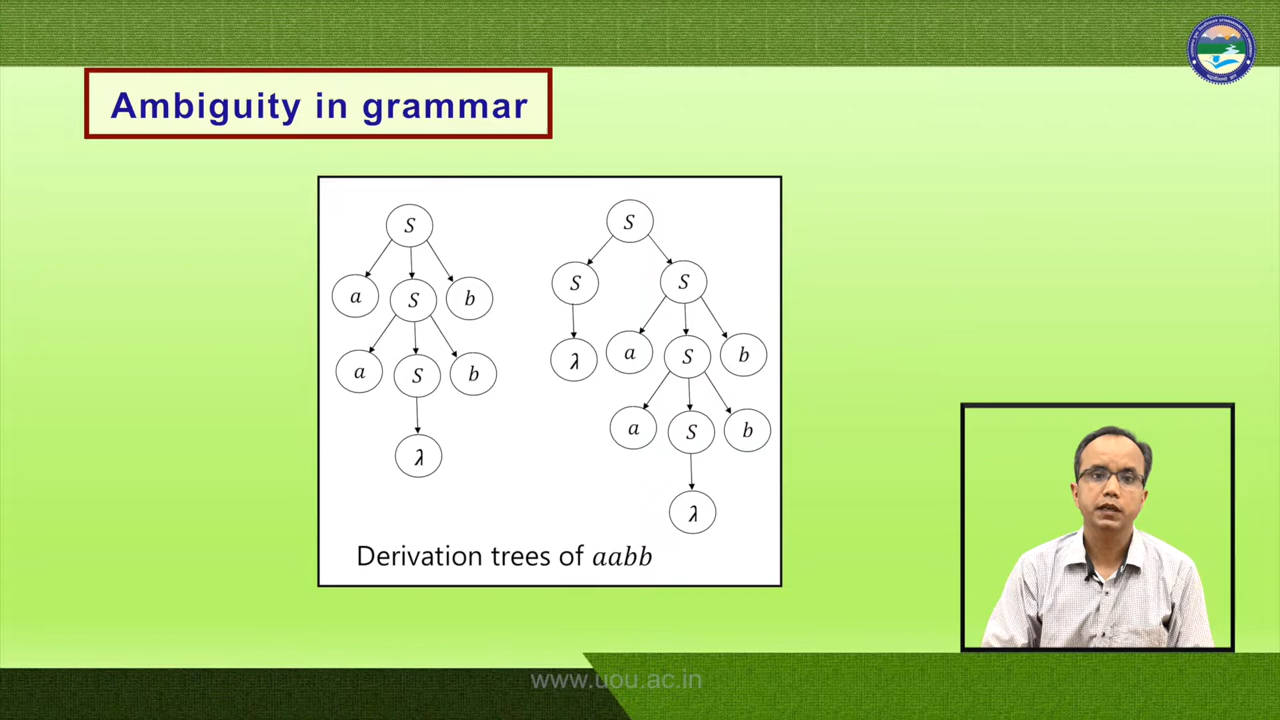 Ambiguity in grammar
S
a S b
a S b
λ
S
S S
λ a S b
a S b
λ
Derivation trees of aabb
www.uou.ac.in